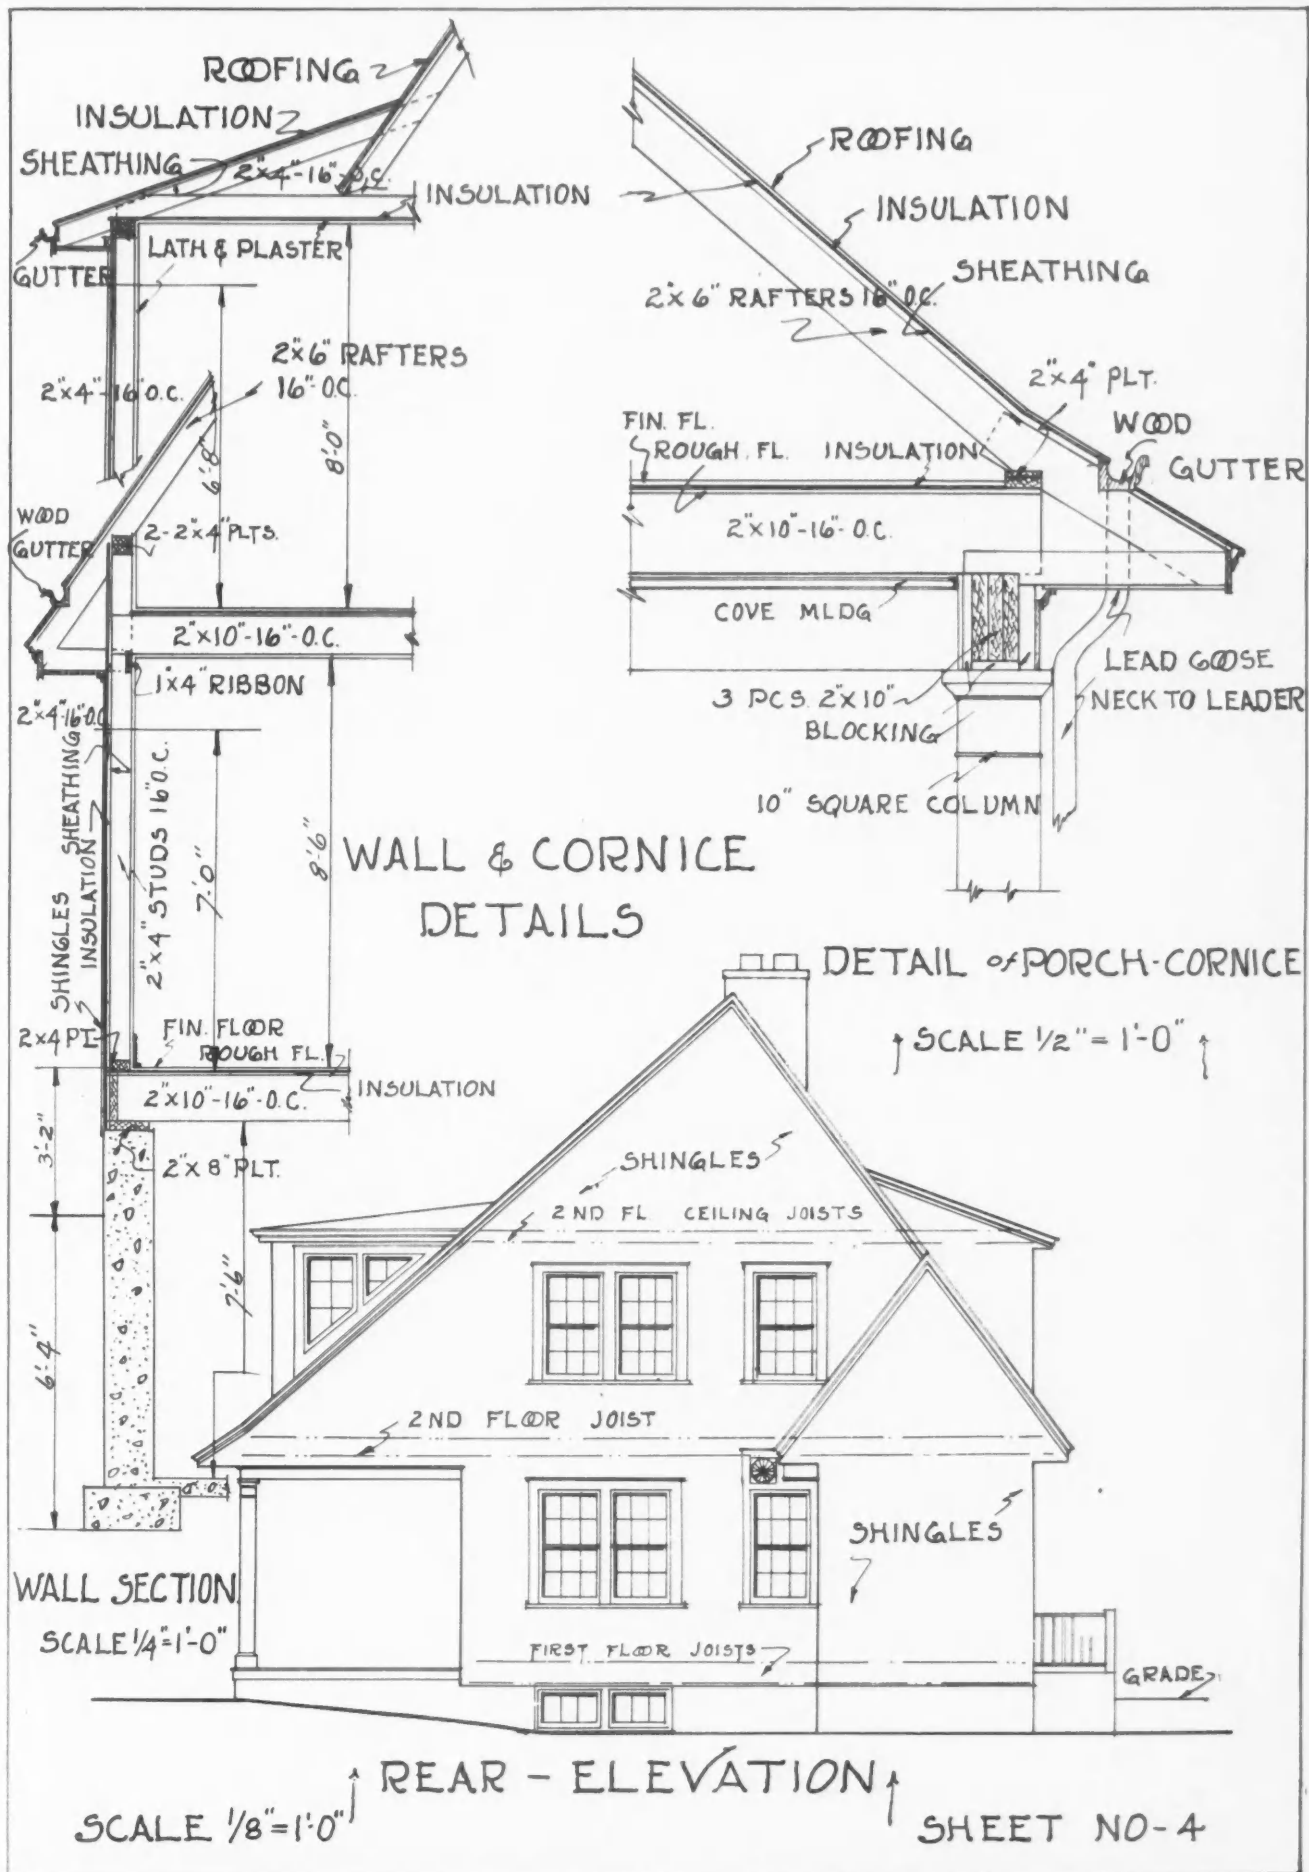 ROOFING
INSULATION
SHEATHING
2"x4"-16"-O.C.
INSULATION
GUTTER
LATH & PLASTER
2"x6" RAFTERS
16"-O.C.
2"x4"-16"O.C.
6'-8"
8'-0"
WOOD
GUTTER
2-2"x4" PLTS.
2"x10"-16"-O.C.
1"x4" RIBBON
2"x4"-16"O.C.
SHINGLES
INSULATION
SHEATHING
2"x4" STUDS 16"O.C.
7'-0"
8'-6"
WALL & CORNICE
DETAILS
2x4 PL
FIN. FLOOR
ROUGH FL.
INSULATION
2"x10"-16"-O.C.
2"x8" PLT.
3'-2"
6'-4"
7'-6"
WALL SECTION
SCALE 1/4"=1'-0"
ROOFING
INSULATION
SHEATHING
2"x6" RAFTERS 16" O.C.
2"x4" PLT.
FIN. FL.
ROUGH. FL.
INSULATION
WOOD
GUTTER
2"x10"-16"-O.C.
COVE MLDG
3 PCS. 2"x10"
BLOCKING
LEAD GOOSE
NECK TO LEADER
10" SQUARE COLUMN
DETAIL of PORCH-CORNICE
SCALE 1/2" = 1'-0"
SHINGLES
2ND FL. CEILING JOISTS
2ND FLOOR JOIST
SHINGLES
FIRST FLOOR JOISTS
GRADE
REAR - ELEVATION
SCALE 1/8"=1'-0"
SHEET NO-4